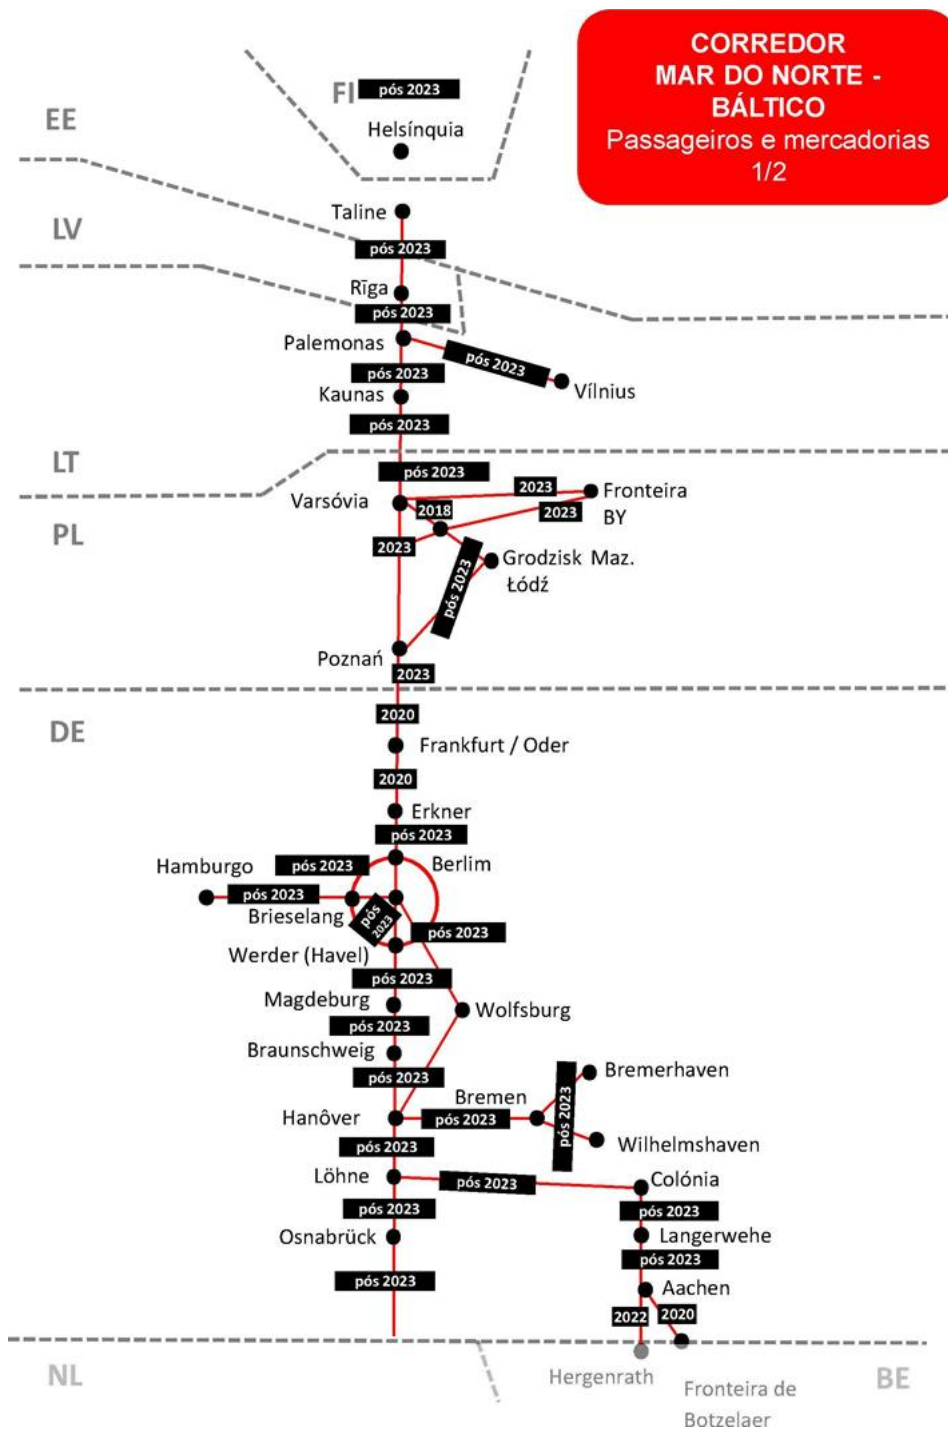 CORREDOR
MAR DO NORTE -
BÁLTICO
Passageiros e mercadorias
1/2
FI
pós 2023
Helsínquia
EE
Taline
LV
pós 2023
Rīga
pós 2023
Palemonas
pós 2023
Vílnius
pós 2023
Kaunas
pós 2023
LT
pós 2023
Varsóvia
2023
Fronteira
BY
2018
2023
PL
2023
Grodzisk Maz.
Łódź
pós 2023
Poznań
2023
DE
2020
Frankfurt / Oder
2020
Erkner
pós 2023
Berlim
pós 2023
Hamburgo
pós 2023
Brieselang
pós
2023
pós 2023
Werder (Havel)
pós 2023
Magdeburg
Wolfsburg
pós 2023
Braunschweig
pós 2023
Bremerhaven
Bremen
pós 2023
Hanôver
pós 2023
Wilhelmshaven
pós 2023
Löhne
pós 2023
Colónia
pós 2023
pós 2023
Osnabrück
Langerwehe
pós 2023
pós 2023
Aachen
2022
2020
NL
Hergenrath
BE
Fronteira de
Botzelaer